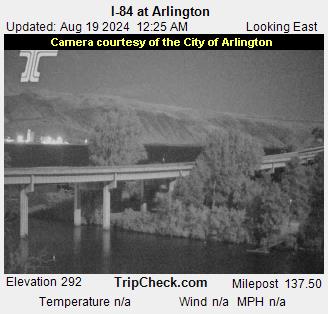 I-84 at Arlington
Updated: Aug 19 2024 12:25 AM Looking East
Camera courtesy of the City of Arlington
Elevation 292 TripCheck.com Milepost 137.50
Temperature n/a Wind n/a MPH n/a